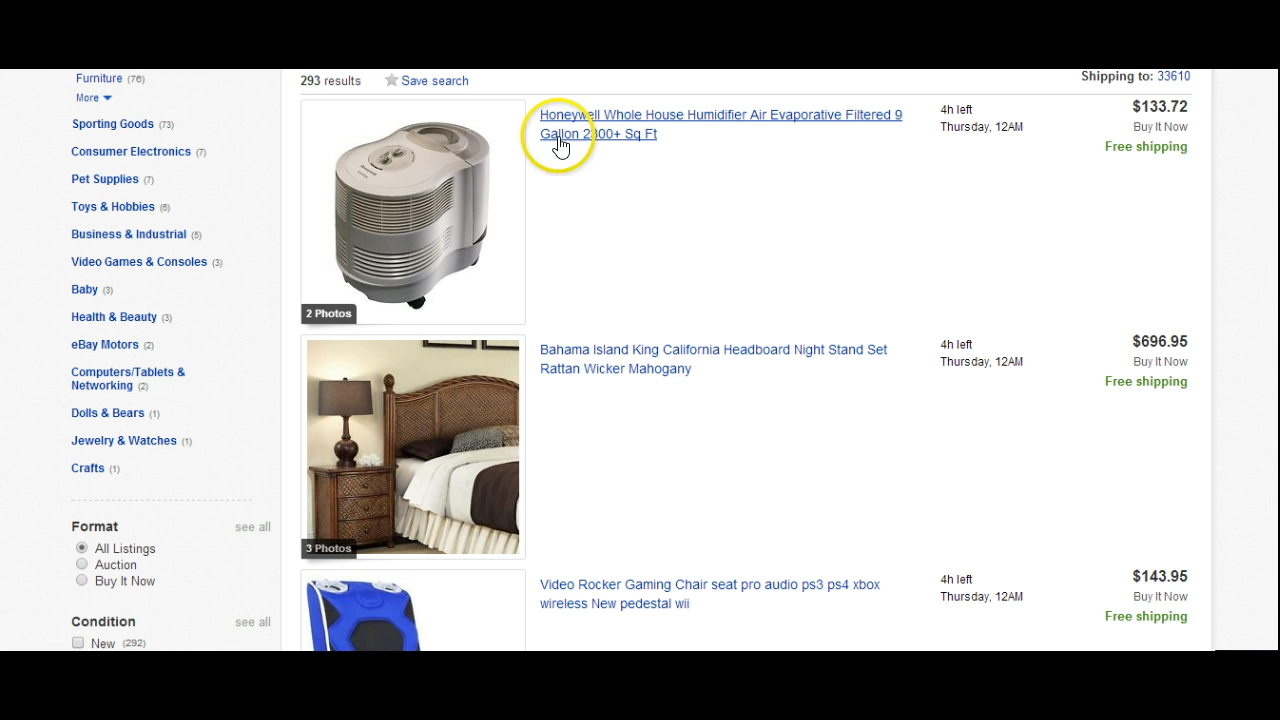 Furniture (76)
More
Sporting Goods (73)
Consumer Electronics (7)
Pet Supplies (7)
Toys & Hobbies (6)
Business & Industrial (5)
Video Games & Consoles (3)
Baby (3)
Health & Beauty (3)
eBay Motors (2)
Computers/Tablets &
Networking (2)
Dolls & Bears (1)
Jewelry & Watches (1)
Crafts (1)
Format see all
All Listings
Auction
Buy It Now
Condition see all
New (292)
293 results Save search
Shipping to: 33610
2 Photos
Honeywell Whole House Humidifier Air Evaporative Filtered 9
Gallon 2300+ Sq Ft
4h left
Thursday, 12AM
$133.72
Buy It Now
Free shipping
3 Photos
Bahama Island King California Headboard Night Stand Set
Rattan Wicker Mahogany
4h left
Thursday, 12AM
$696.95
Buy It Now
Free shipping
Video Rocker Gaming Chair seat pro audio ps3 ps4 xbox
wireless New pedestal wii
4h left
Thursday, 12AM
$143.95
Buy It Now
Free shipping